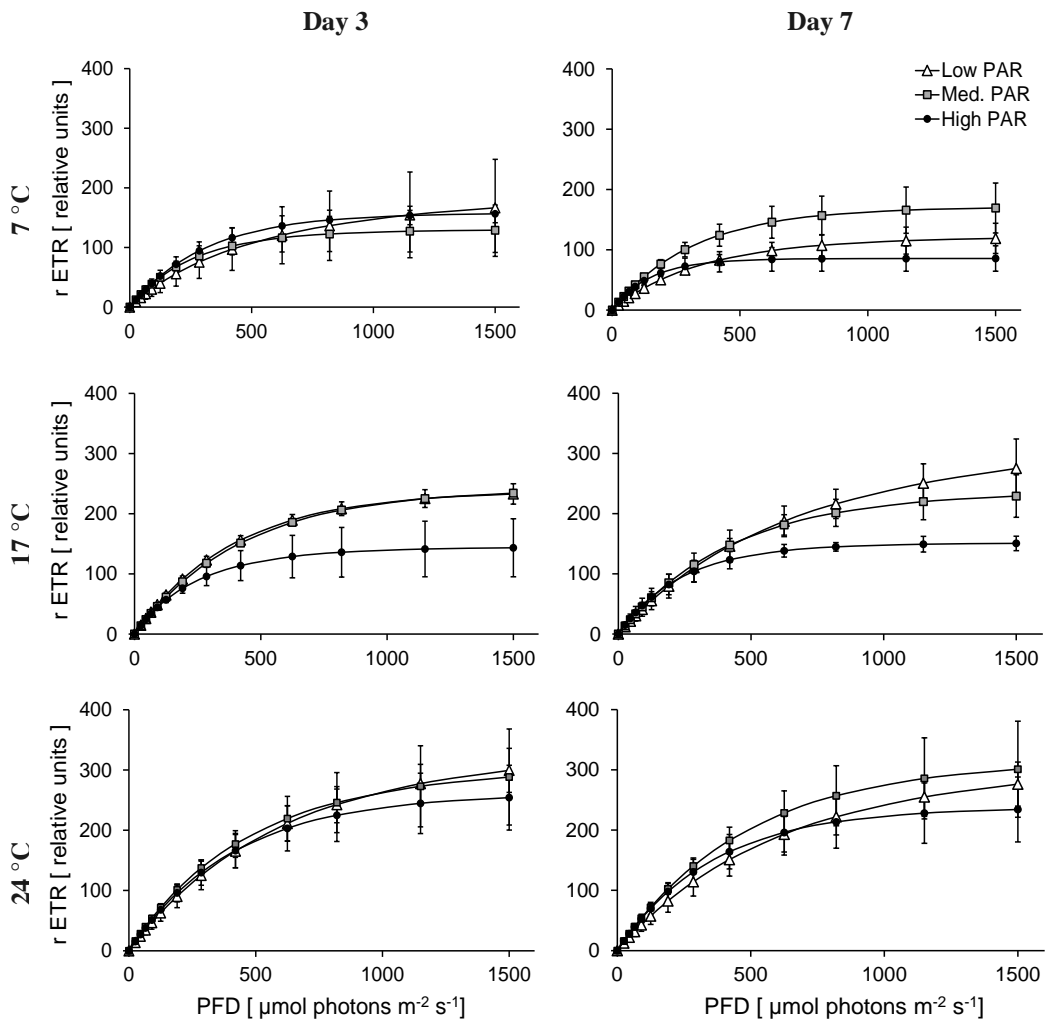 Day 3
Day 7
7 °C
r ETR [ relative units ]
400
300
200
100
0
0 500 1000 1500
400
300
200
100
0
0 500 1000 1500
Low PAR
Med. PAR
High PAR
17 °C
r ETR [ relative units ]
400
300
200
100
0
0 500 1000 1500
400
300
200
100
0
0 500 1000 1500
24 °C
r ETR [ relative units ]
400
300
200
100
0
0 500 1000 1500
PFD [ µmol photons m⁻² s⁻¹]
400
300
200
100
0
0 500 1000 1500
PFD [ µmol photons m⁻² s⁻¹]